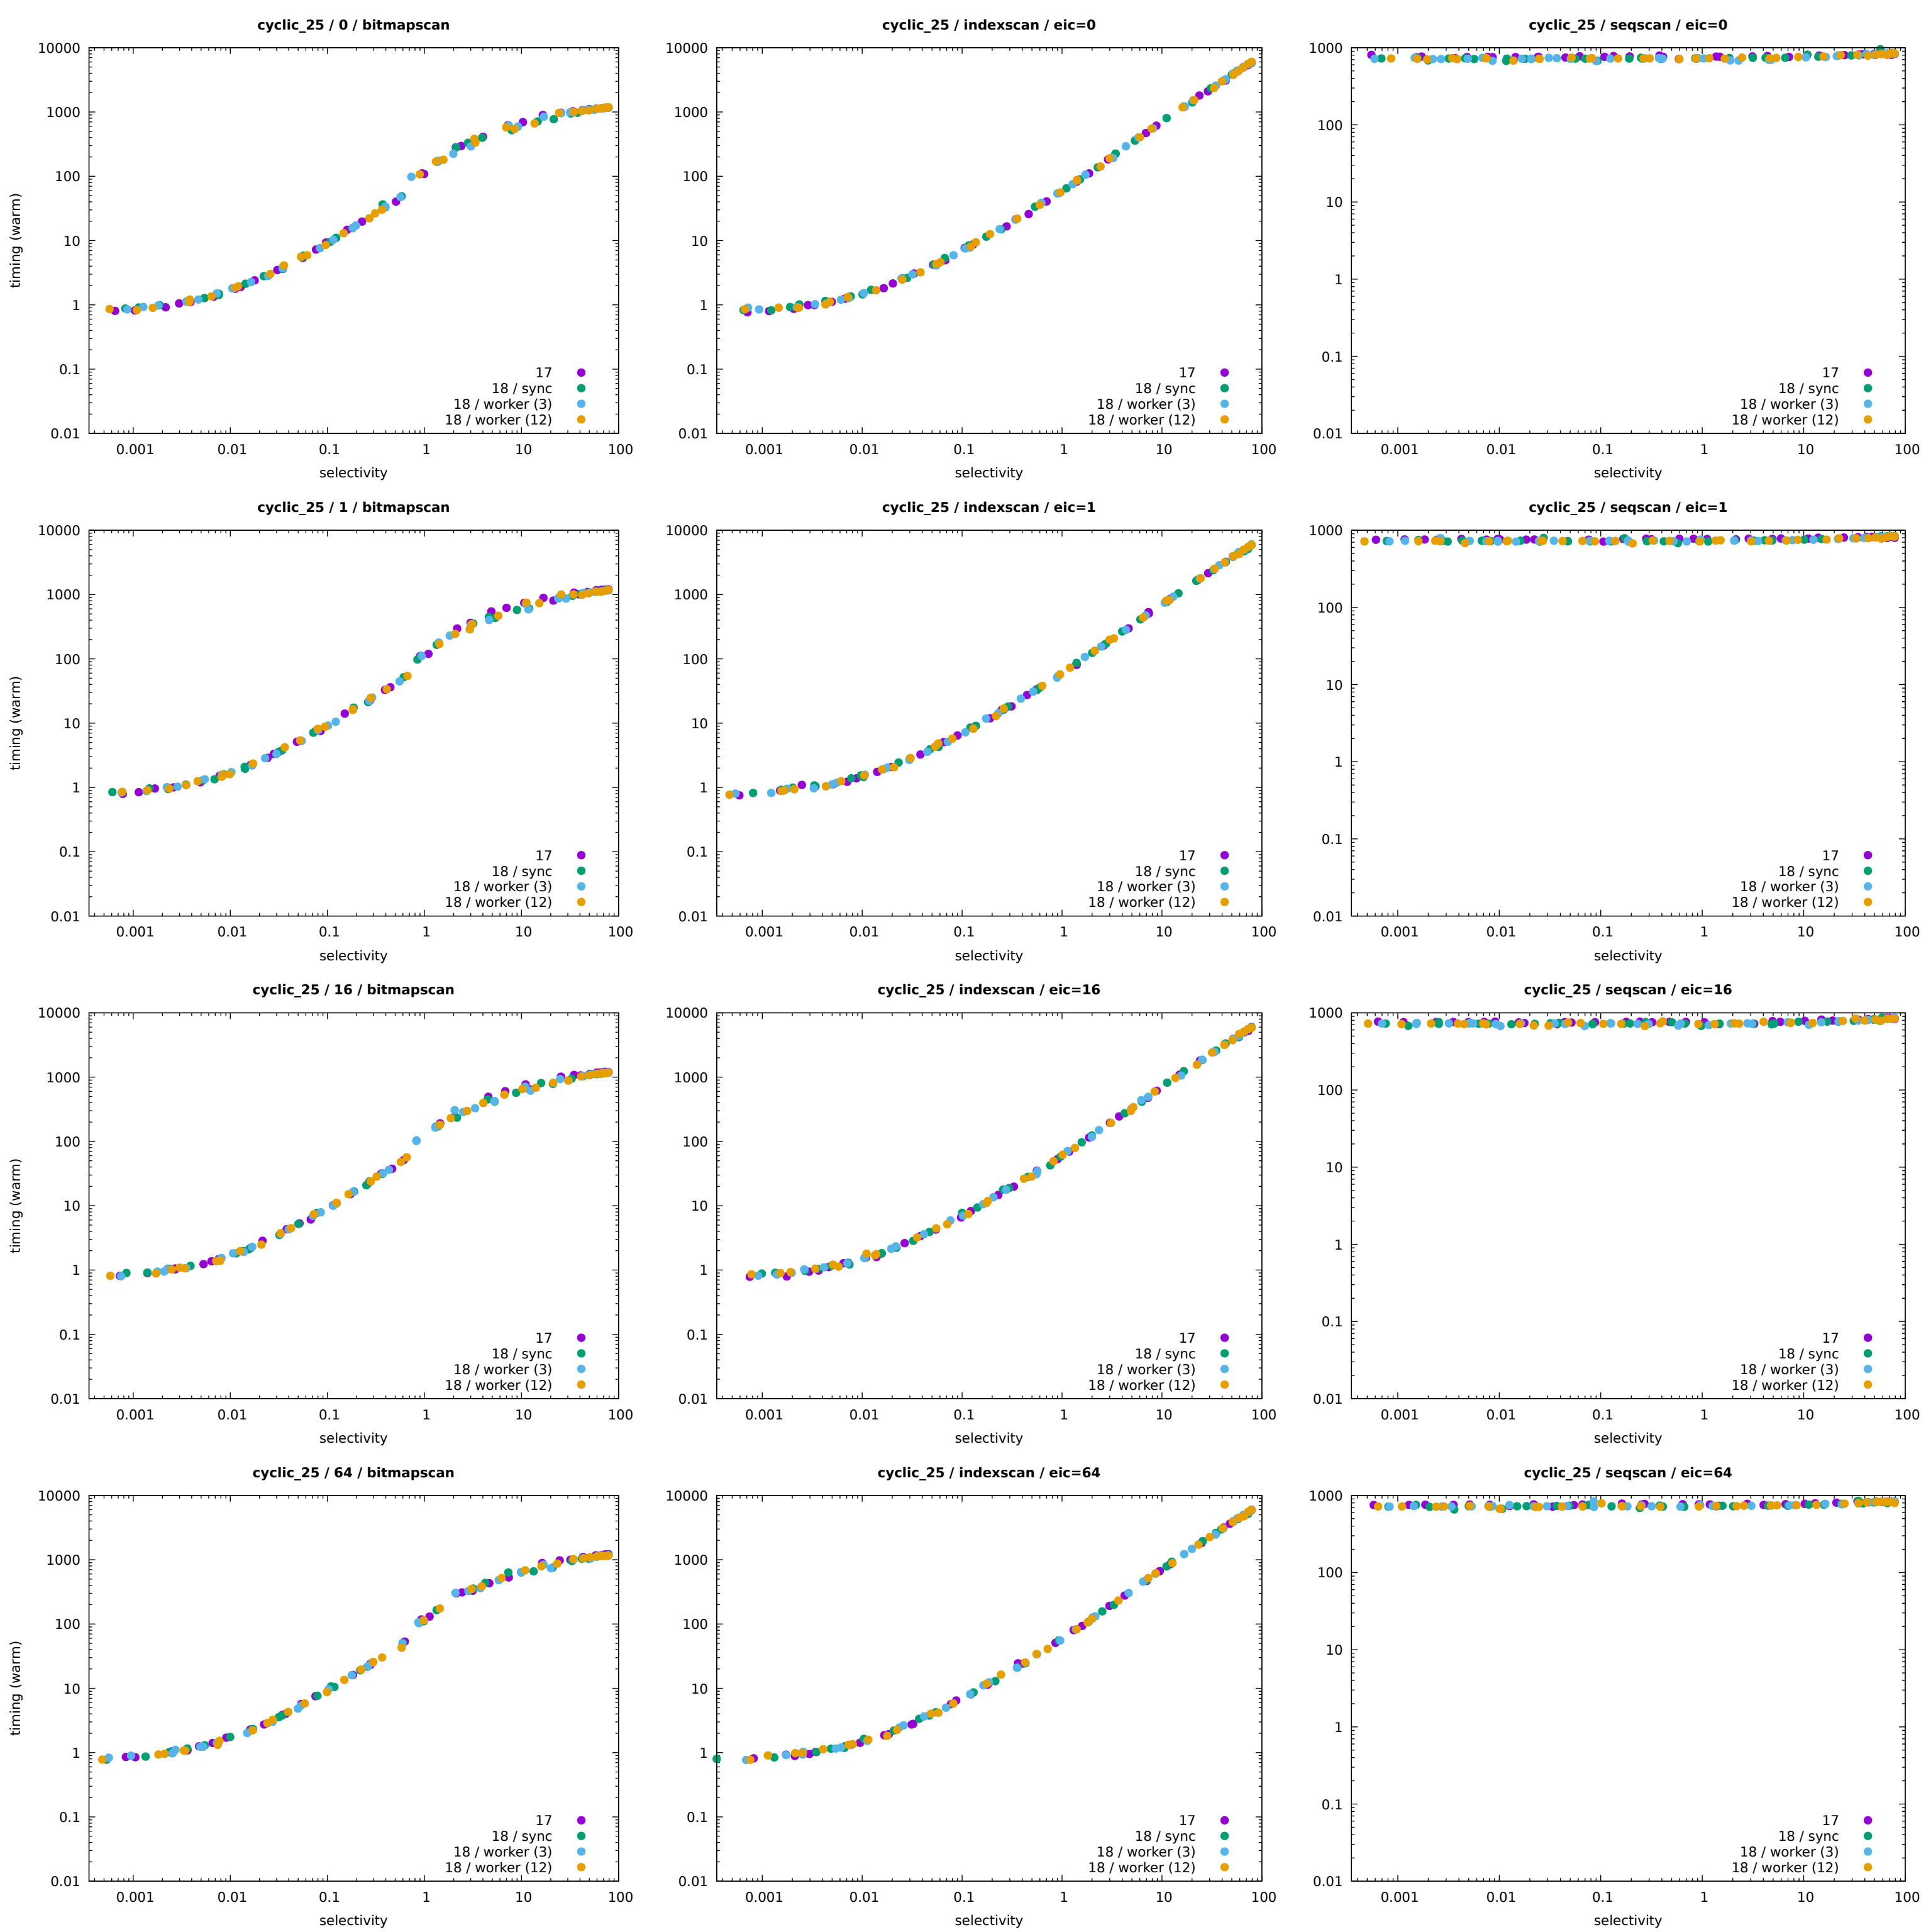 cyclic_25 / 0 / bitmapscan
timing (warm)
10000
1000
100
10
1
0.1
0.01
17
18 / sync
18 / worker (3)
18 / worker (12)
0.001 0.01 0.1 1 10 100
selectivity
cyclic_25 / indexscan / eic=0
10000
1000
100
10
1
0.1
0.01
17
18 / sync
18 / worker (3)
18 / worker (12)
0.001 0.01 0.1 1 10 100
selectivity
cyclic_25 / seqscan / eic=0
1000
100
10
1
0.1
0.01
17
18 / sync
18 / worker (3)
18 / worker (12)
0.001 0.01 0.1 1 10 100
selectivity
cyclic_25 / 1 / bitmapscan
timing (warm)
10000
1000
100
10
1
0.1
0.01
17
18 / sync
18 / worker (3)
18 / worker (12)
0.001 0.01 0.1 1 10 100
selectivity
cyclic_25 / indexscan / eic=1
10000
1000
100
10
1
0.1
0.01
17
18 / sync
18 / worker (3)
18 / worker (12)
0.001 0.01 0.1 1 10 100
selectivity
cyclic_25 / seqscan / eic=1
1000
100
10
1
0.1
0.01
17
18 / sync
18 / worker (3)
18 / worker (12)
0.001 0.01 0.1 1 10 100
selectivity
cyclic_25 / 16 / bitmapscan
timing (warm)
10000
1000
100
10
1
0.1
0.01
17
18 / sync
18 / worker (3)
18 / worker (12)
0.001 0.01 0.1 1 10 100
selectivity
cyclic_25 / indexscan / eic=16
10000
1000
100
10
1
0.1
0.01
17
18 / sync
18 / worker (3)
18 / worker (12)
0.001 0.01 0.1 1 10 100
selectivity
cyclic_25 / seqscan / eic=16
1000
100
10
1
0.1
0.01
17
18 / sync
18 / worker (3)
18 / worker (12)
0.001 0.01 0.1 1 10 100
selectivity
cyclic_25 / 64 / bitmapscan
timing (warm)
10000
1000
100
10
1
0.1
0.01
17
18 / sync
18 / worker (3)
18 / worker (12)
0.001 0.01 0.1 1 10 100
selectivity
cyclic_25 / indexscan / eic=64
10000
1000
100
10
1
0.1
0.01
17
18 / sync
18 / worker (3)
18 / worker (12)
0.001 0.01 0.1 1 10 100
selectivity
cyclic_25 / seqscan / eic=64
1000
100
10
1
0.1
0.01
17
18 / sync
18 / worker (3)
18 / worker (12)
0.001 0.01 0.1 1 10 100
selectivity